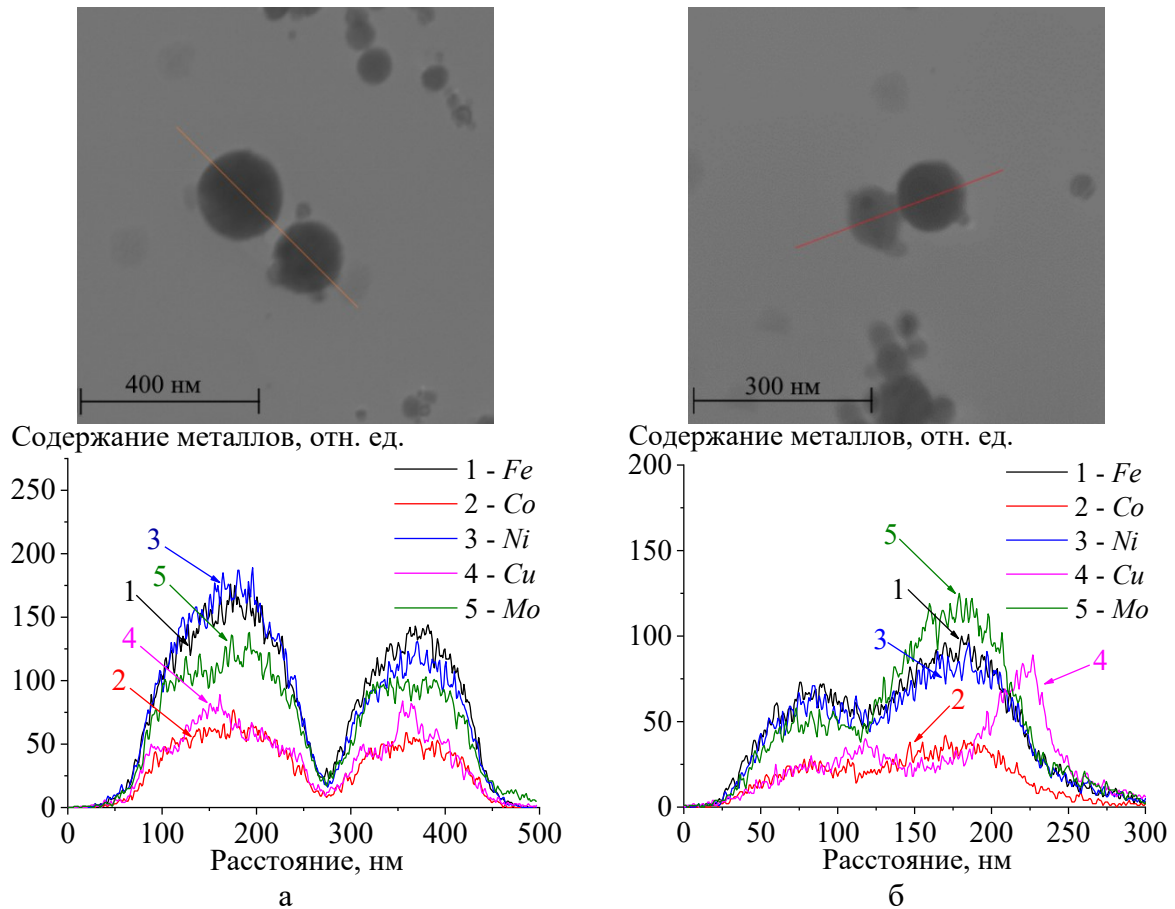 400 нм
300 нм
Содержание металлов, отн. ед.
250
200
150
100
50
0
1 - Fe
2 - Co
3 - Ni
4 - Cu
5 - Mo
3
5
1
4
2
0 100 200 300 400 500
Расстояние, нм
а
Содержание металлов, отн. ед.
200
150
100
50
0
1 - Fe
2 - Co
3 - Ni
4 - Cu
5 - Mo
5
1
3
4
2
0 50 100 150 200 250 300
Расстояние, нм
б